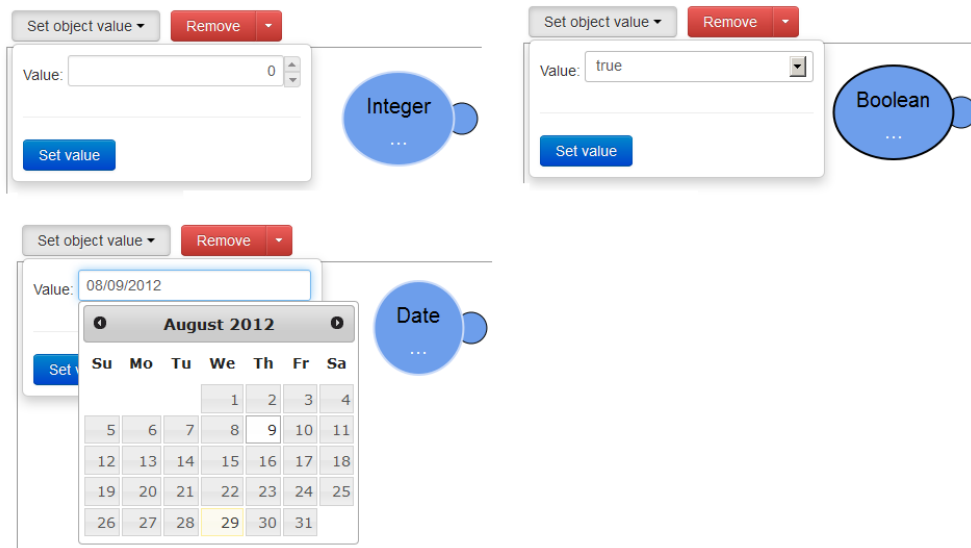 Set object value Remove
Value: 0
Integer
...
Set value
Set object value Remove
Value: true
Boolean
...
Set value
Set object value Remove
Value: 08/09/2012
Date
...
Set v
August 2012
Su Mo Tu We Th Fr Sa
1 2 3 4
5 6 7 8 9 10 11
12 13 14 15 16 17 18
19 20 21 22 23 24 25
26 27 28 29 30 31